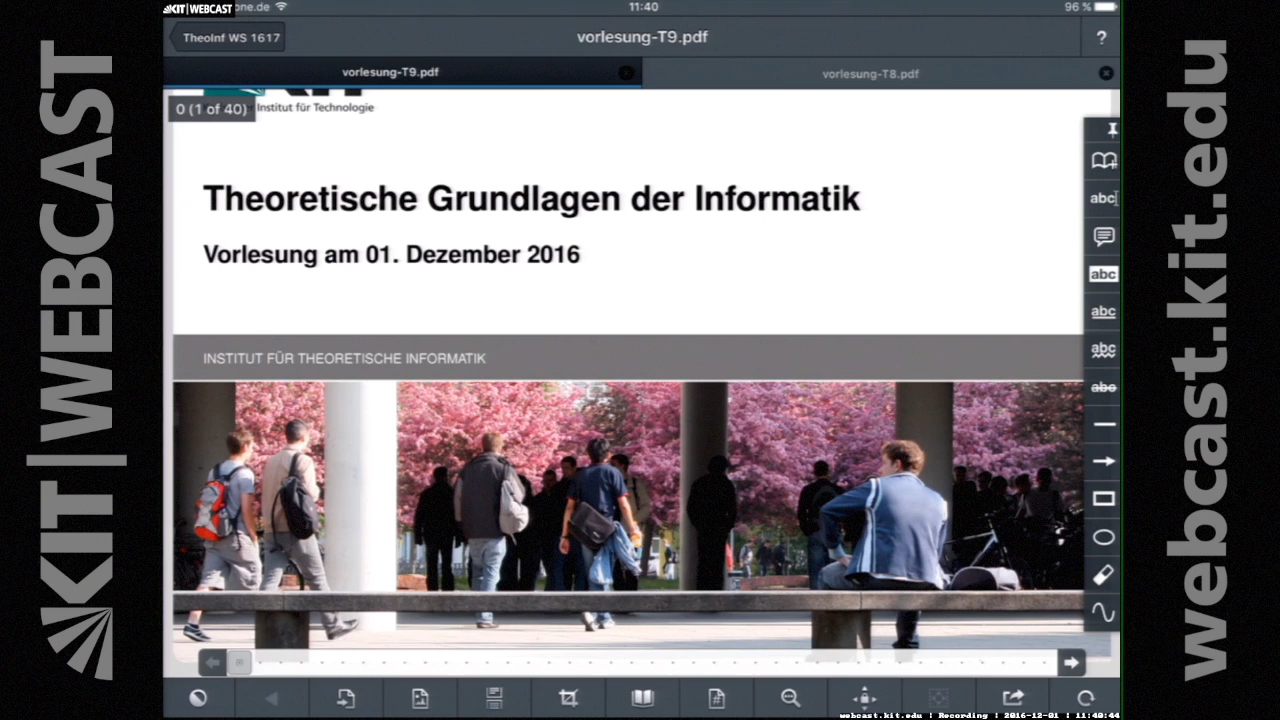 KIT|WEBCAST
KIT|WEBCAST
one.de
11:40
96 %
TheoInf WS 1617
vorlesung-T9.pdf
?
vorlesung-T9.pdf
vorlesung-T8.pdf
0 (1 of 40)
Institut für Technologie
Theoretische Grundlagen der Informatik
Vorlesung am 01. Dezember 2016
INSTITUT FÜR THEORETISCHE INFORMATIK
abc
abc
abc
abc
abc
webcast.kit.edu
webcast.kit.edu | Recording | 2016-12-01 | 11:40:44